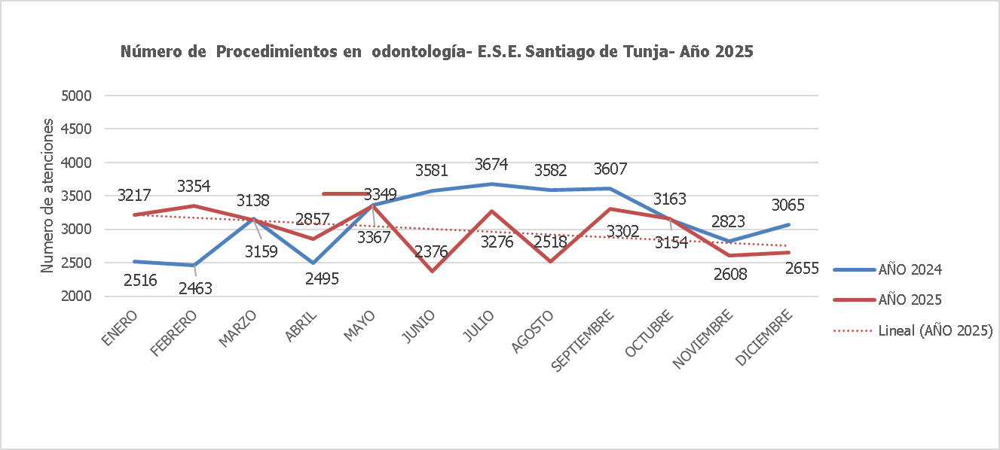 Número de  Procedimientos en  odontología- E.S.E. Santiago de Tunja- Año 2025
Numero de atenciones
5000
4500
4000
3500
3000
2500
2000
3217
3354
3138
2857
3349
3581
3674
3582
3607
3163
2823
3065
2516
2463
3159
2495
3367
2376
3276
2518
3302
3154
2608
2655
ENERO
FEBRERO
MARZO
ABRIL
MAYO
JUNIO
JULIO
AGOSTO
SEPTIEMBRE
OCTUBRE
NOVIEMBRE
DICIEMBRE
AÑO 2024
AÑO 2025
Lineal (AÑO 2025)